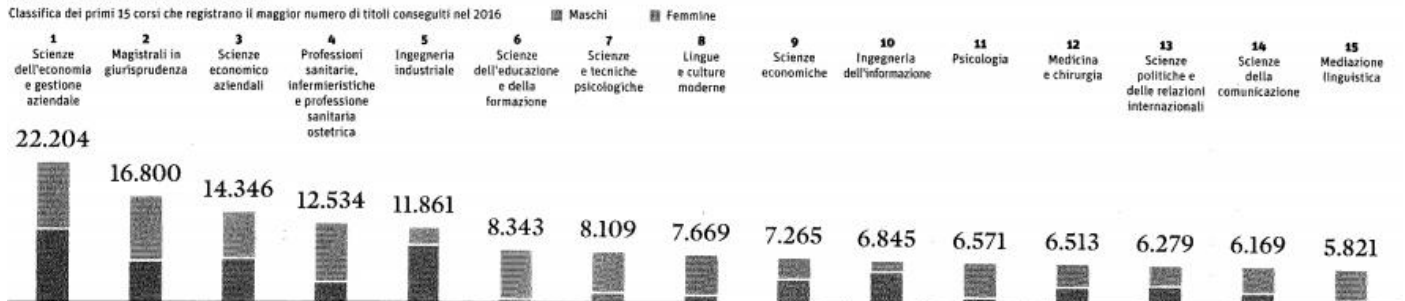 Classifica dei primi 15 corsi che registrano il maggior numero di titoli conseguiti nel 2016
Maschi
Femmine
1
Scienze
dell'economia
e gestione
aziendale
22.204
2
Magistrali in
giurisprudenza
16.800
3
Scienze
economico
aziendali
14.346
4
Professioni
sanitarie,
infermieristiche
e professione
sanitaria
ostetrica
12.534
5
Ingegneria
industriale
11.861
6
Scienze
dell'educazione
e della
formazione
8.343
7
Scienze
e tecniche
psicologiche
8.109
8
Lingue
e culture
moderne
7.669
9
Scienze
economiche
7.265
10
Ingegneria
dell'informazione
6.845
11
Psicologia
6.571
12
Medicina
e chirurgia
6.513
13
Scienze
politiche e
delle relazioni
internazionali
6.279
14
Scienze
della
comunicazione
6.169
15
Mediazione
linguistica
5.821